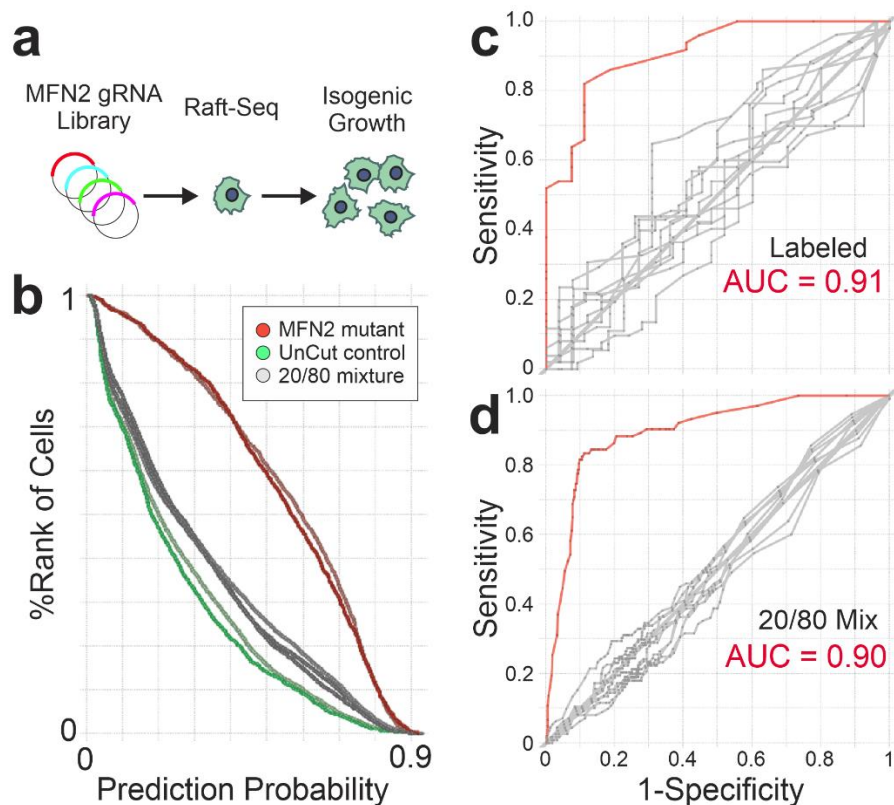 a
MFN2 gRNA
Library
Raft-Seq
Isogenic
Growth
b
1
%Rank of Cells
0
MFN2 mutant
UnCut control
20/80 mixture
0
0.9
Prediction Probability
c
1.0
0.8
0.6
0.4
0.2
0
Sensitivity
Labeled
AUC = 0.91
d
1.0
0.8
0.6
0.4
0.2
0
Sensitivity
20/80 Mix
AUC = 0.90
0
0.2
0.4
0.6
0.8
1
1-Specificity